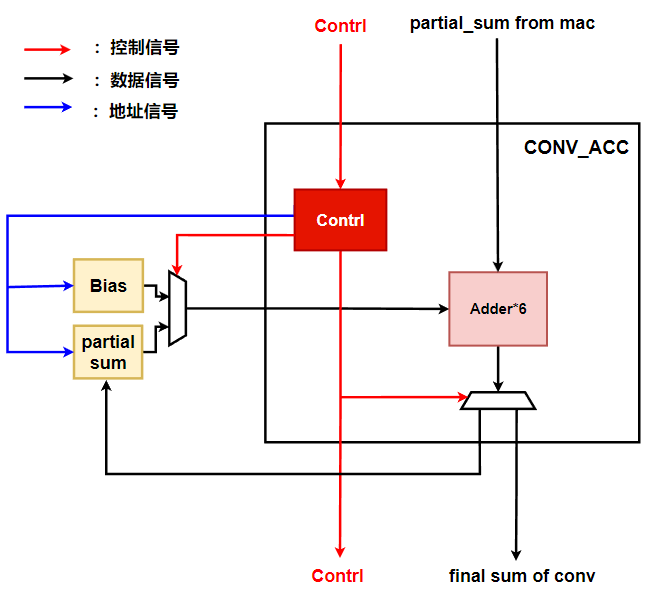 Contrl
partial_sum from mac
：控制信号
：数据信号
：地址信号
CONV_ACC
Contrl
Bias
partial
sum
Adder*6
Contrl
final sum of conv